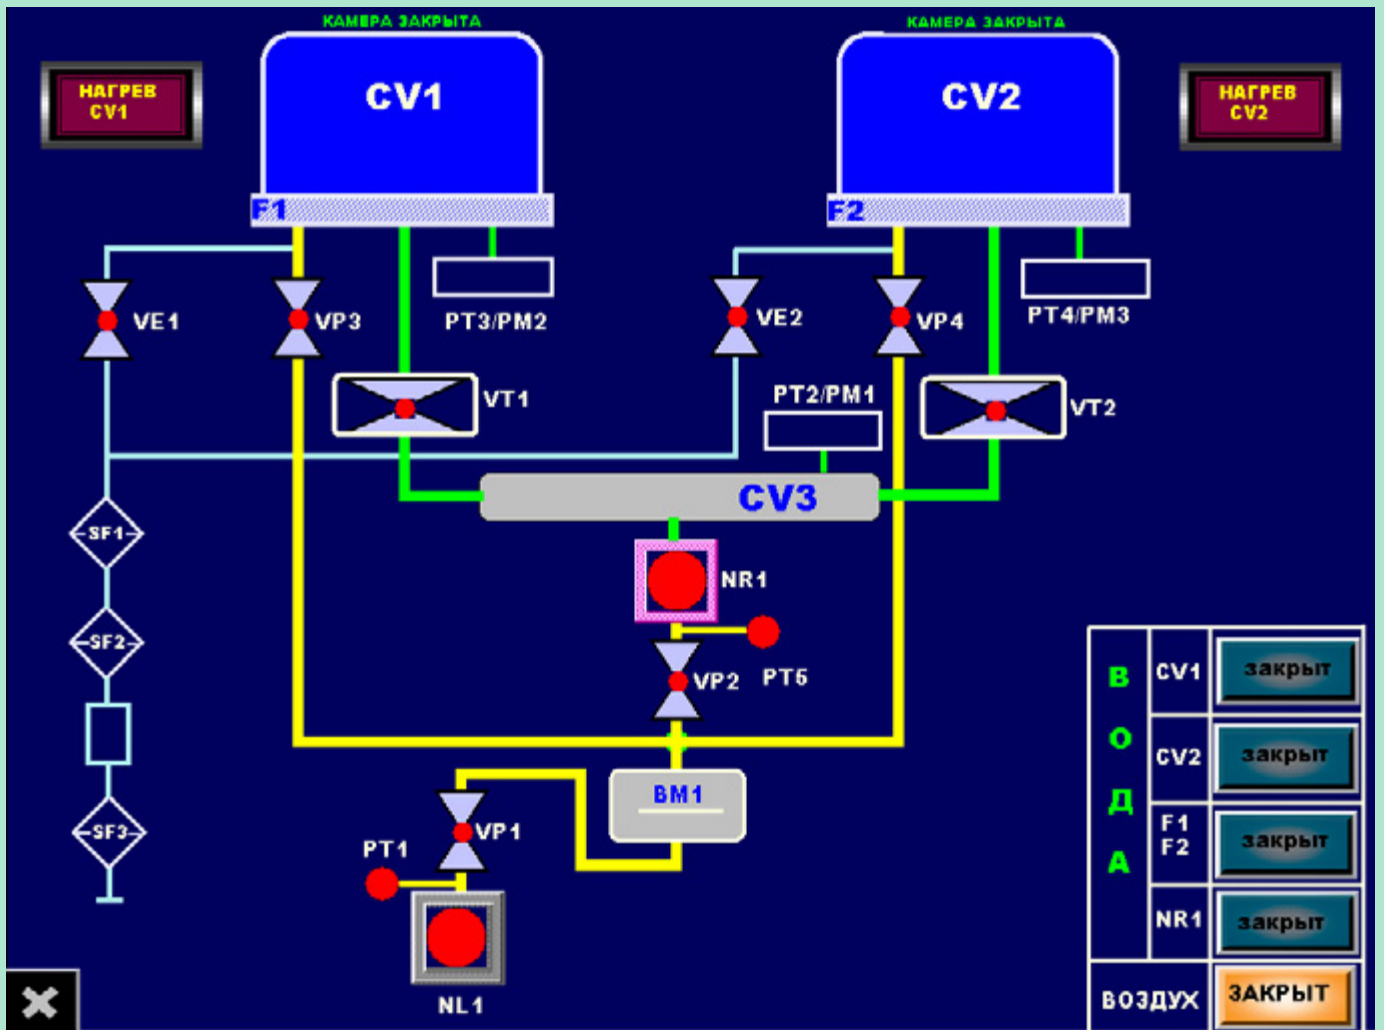 КАМЕРА ЗАКРЫТА
КАМЕРА ЗАКРЫТА
НАГРЕВ
CV1
CV1
CV2
НАГРЕВ
CV2
F1
F2
VE1
VP3
PT3/PM2
VE2
VP4
PT4/PM3
VT1
PT2/PM1
VT2
CV3
SF1
NR1
SF2
VP2
PT5
BM1
VP1
PT1
SF3
NL1
ВОДА
CV1
закрыт
CV2
закрыт
F1
F2
закрыт
NR1
закрыт
ВОЗДУХ
ЗАКРЫТ